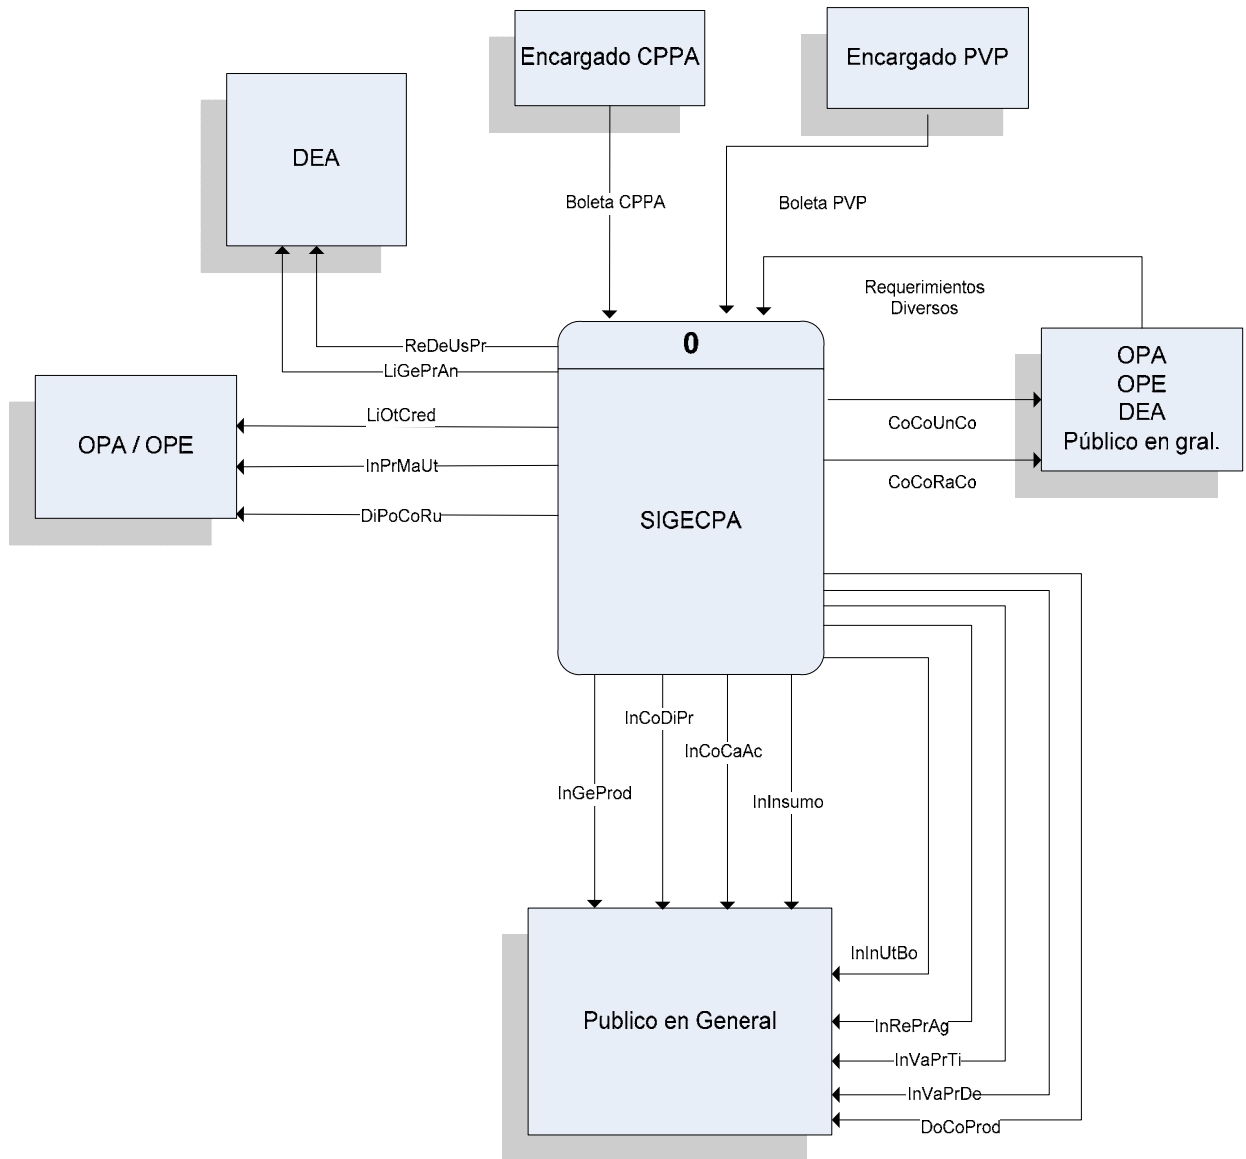 Encargado CPPA
Encargado PVP
DEA
Boleta CPPA
Boleta PVP
Requerimientos
Diversos
0
ReDeUsPr
LiGePrAn
OPA
OPE
DEA
Público en gral.
LiOtCred
CoCoUnCo
OPA / OPE
InPrMaUt
CoCoRaCo
DiPoCoRu
SIGECPA
InCoDiPr
InCoCaAc
InGeProd
InInsumo
InInUtBo
Publico en General
InRePrAg
InVaPrTi
InVaPrDe
DoCoProd